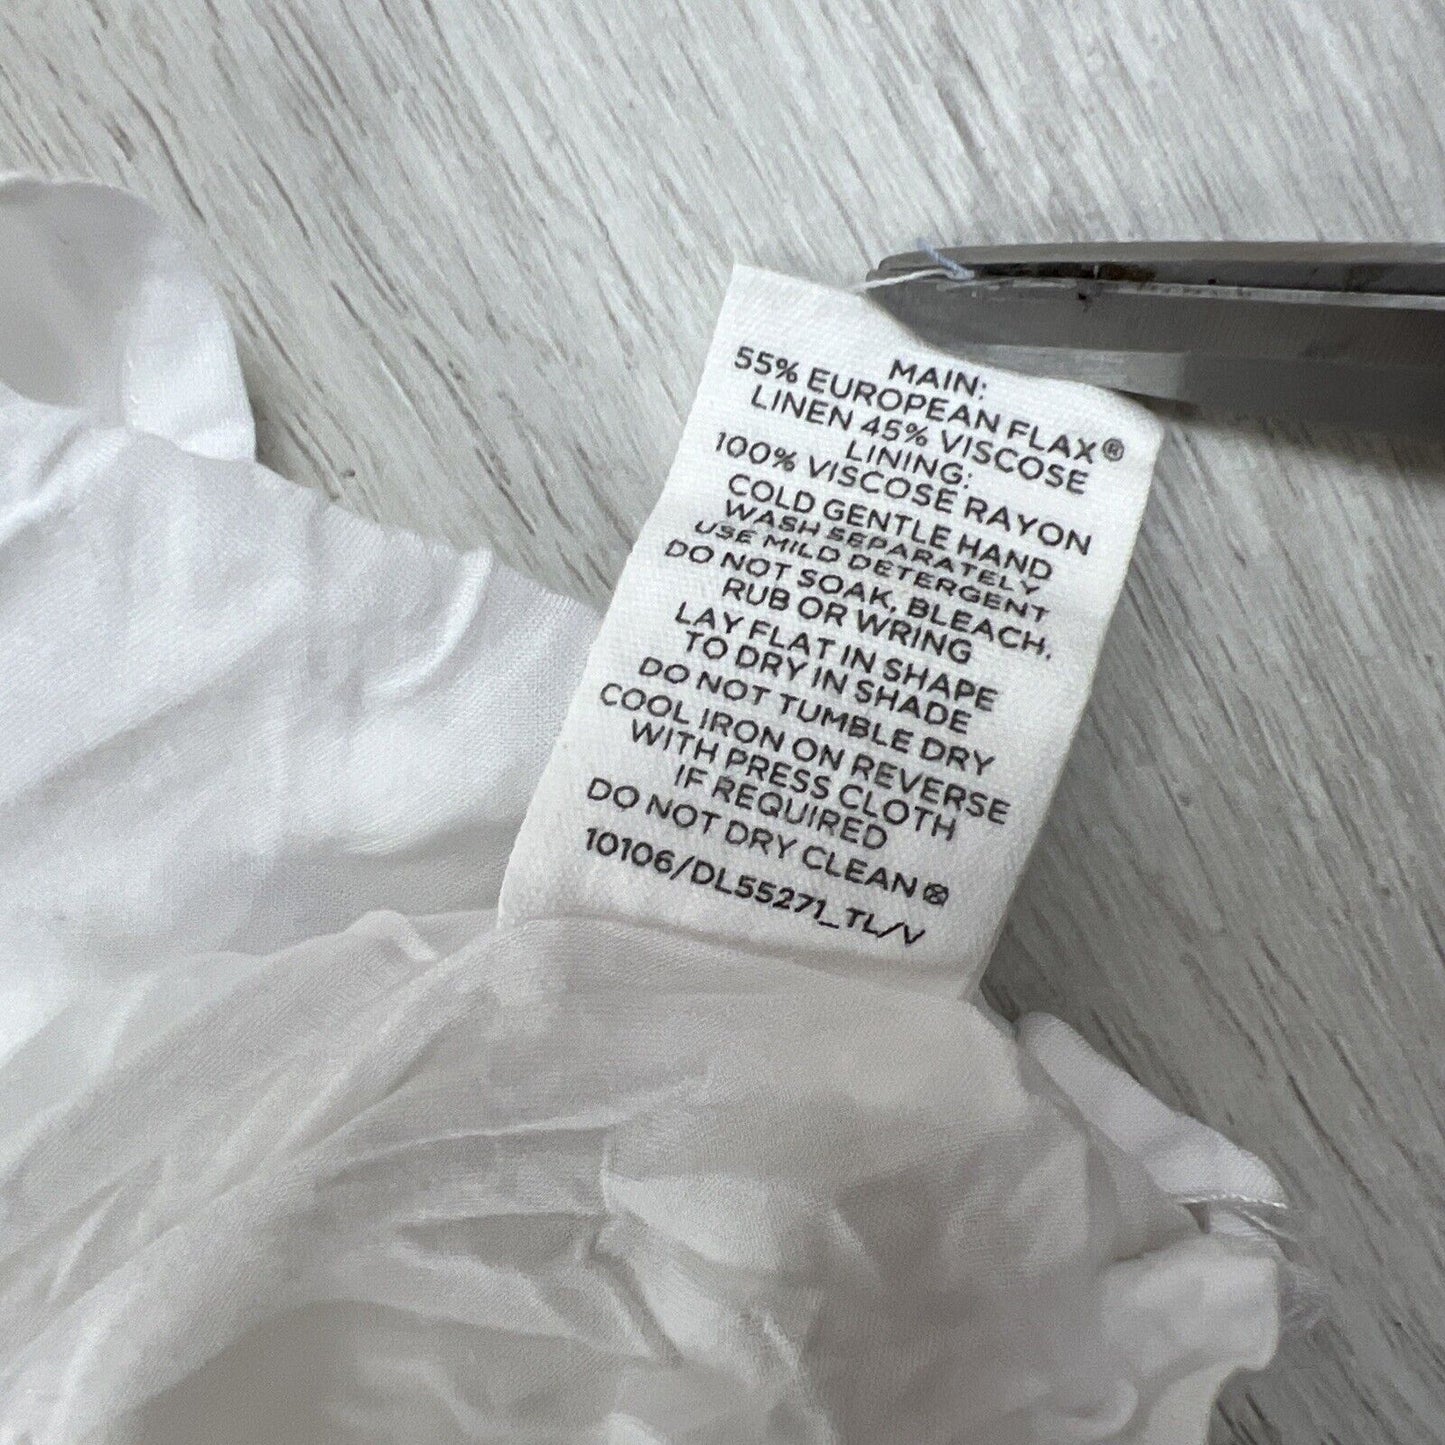 MAIN:
55% EUROPEAN FLAX®
LINEN 45% VISCOSE
LINING:
100% VISCOSE RAYON
COLD GENTLE HAND
WASH SEPARATELY
USE MILD DETERGENT
DO NOT SOAK, BLEACH,
RUB OR WRING
LAY FLAT IN SHAPE
TO DRY IN SHADE
DO NOT TUMBLE DRY
COOL IRON ON REVERSE
WITH PRESS CLOTH
IF REQUIRED
DO NOT DRY CLEAN
10106/DL55271_TL/V